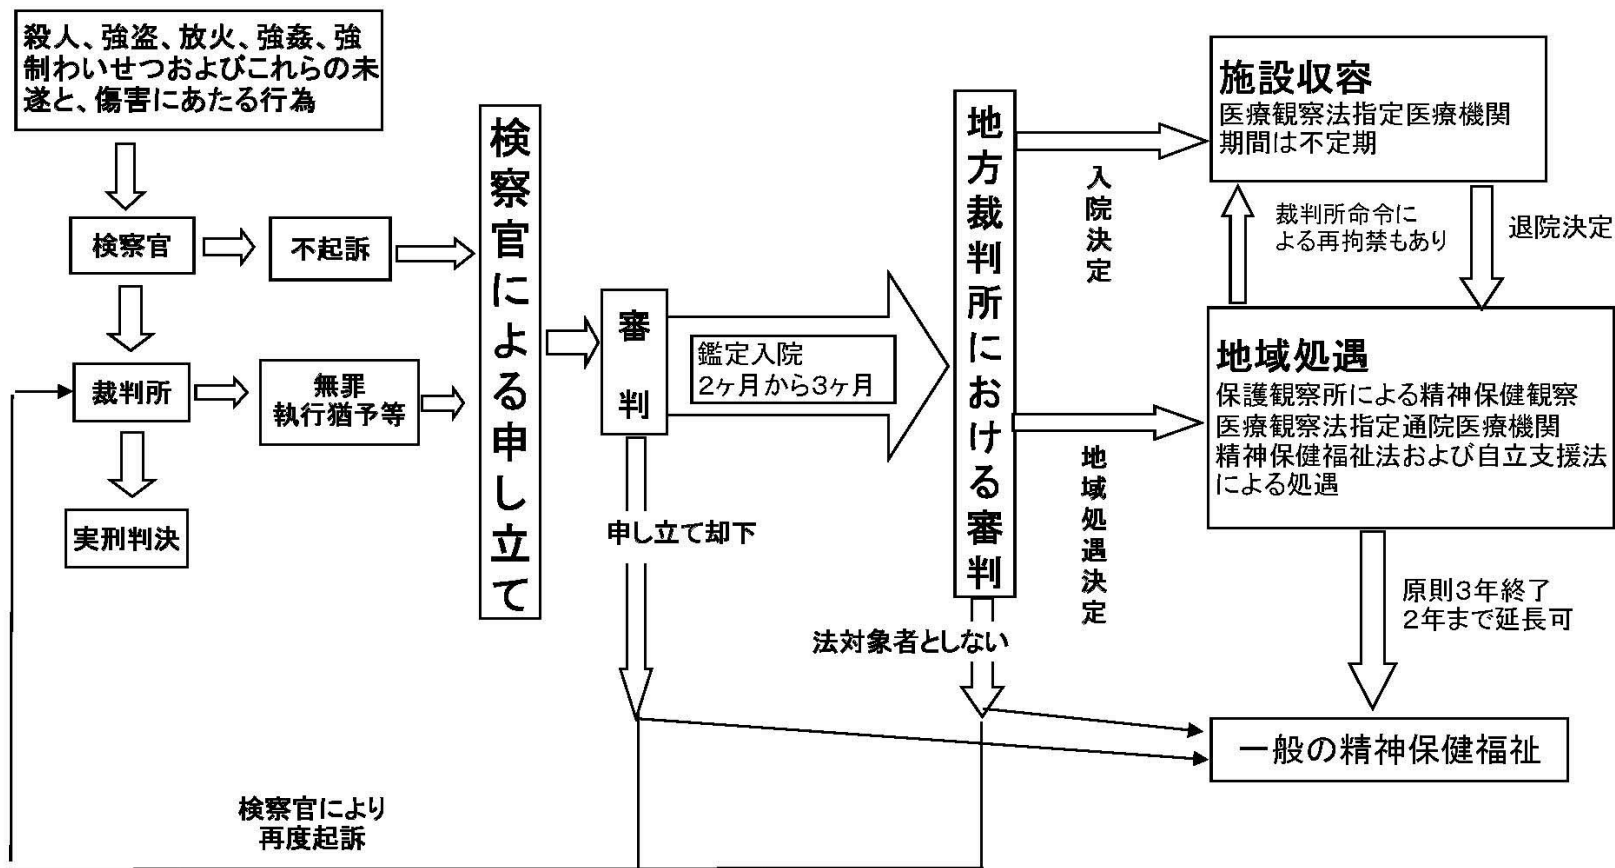 殺人、強盗、放火、強姦、強
制わいせつおよびこれらの未
遂と、傷害にあたる行為
検察官
不起訴
裁判所
無罪
執行猶予等
実刑判決
検察官による申し立て
審判
鑑定入院
2ヶ月から3ヶ月
申し立て却下
地方裁判所における審判
法対象者としない
入院決定
地域処遇決定
施設収容
医療観察法指定医療機関
期間は不定期
裁判所命令に
よる再拘禁もあり
退院決定
地域処遇
保護観察所による精神保健観察
医療観察法指定通院医療機関
精神保健福祉法および自立支援法
による処遇
原則3年終了
2年まで延長可
一般の精神保健福祉
検察官により
再度起訴